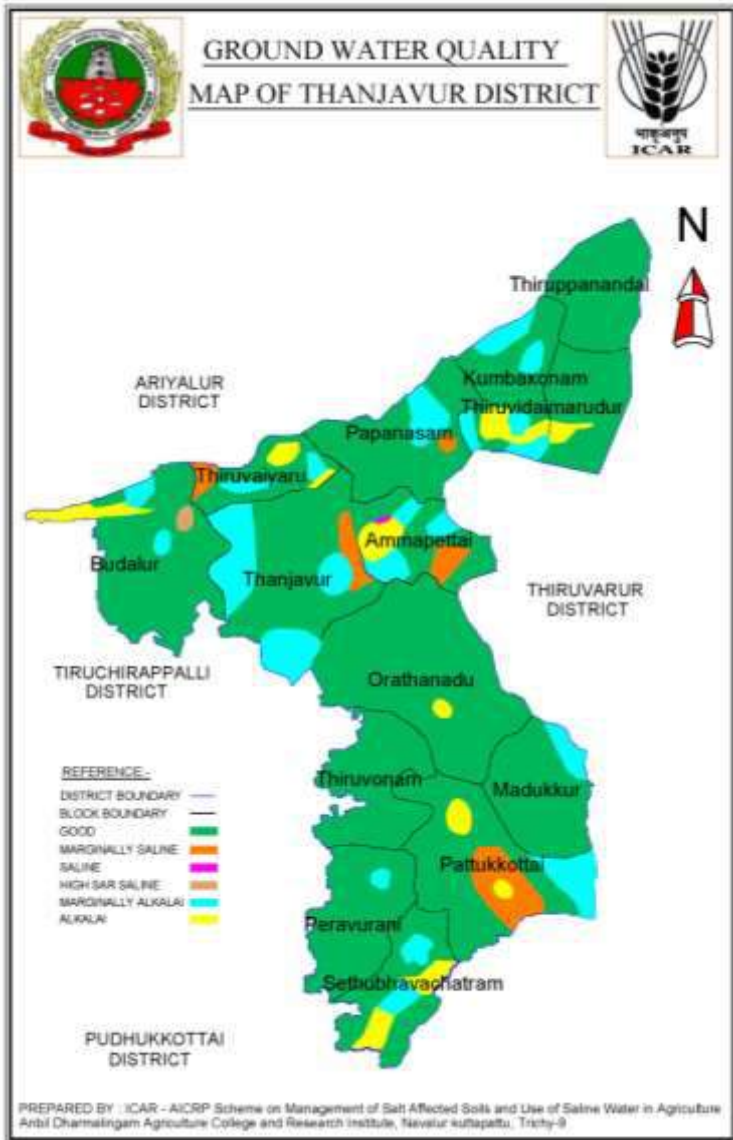 GROUND WATER QUALITY
MAP OF THANJAVUR DISTRICT
भाकृअनुप
ICAR
N
Thiruppanandal
ARIYALUR
DISTRICT
Kumbaxonam
Thiruvidaimarudur
Papanasam
Thiruvaivaru
Ammapettai
Budalur
Thanjavur
THIRUVARUR
DISTRICT
TIRUCHIRAPPALLI
DISTRICT
Orathanadu
REFERENCE:-
DISTRICT BOUNDARY
BLOCK BOUNDARY
GOOD
MARGINALLY SALINE
SALINE
HIGH SAR SALINE
MARGINALLY ALKALAI
ALKALAI
Thiruvonam
Madukkur
Pattukkottai
Peravurani
Sethubhavachatram
PUDHUKKOTTAI
DISTRICT
PREPARED BY : ICAR - AICRP Scheme on Management of Salt Affected Soils and Use of Saline Water in Agriculture
Anbil Dharmalingam Agriculture College and Research Institute, Navalur kuttapattu, Trichy-9